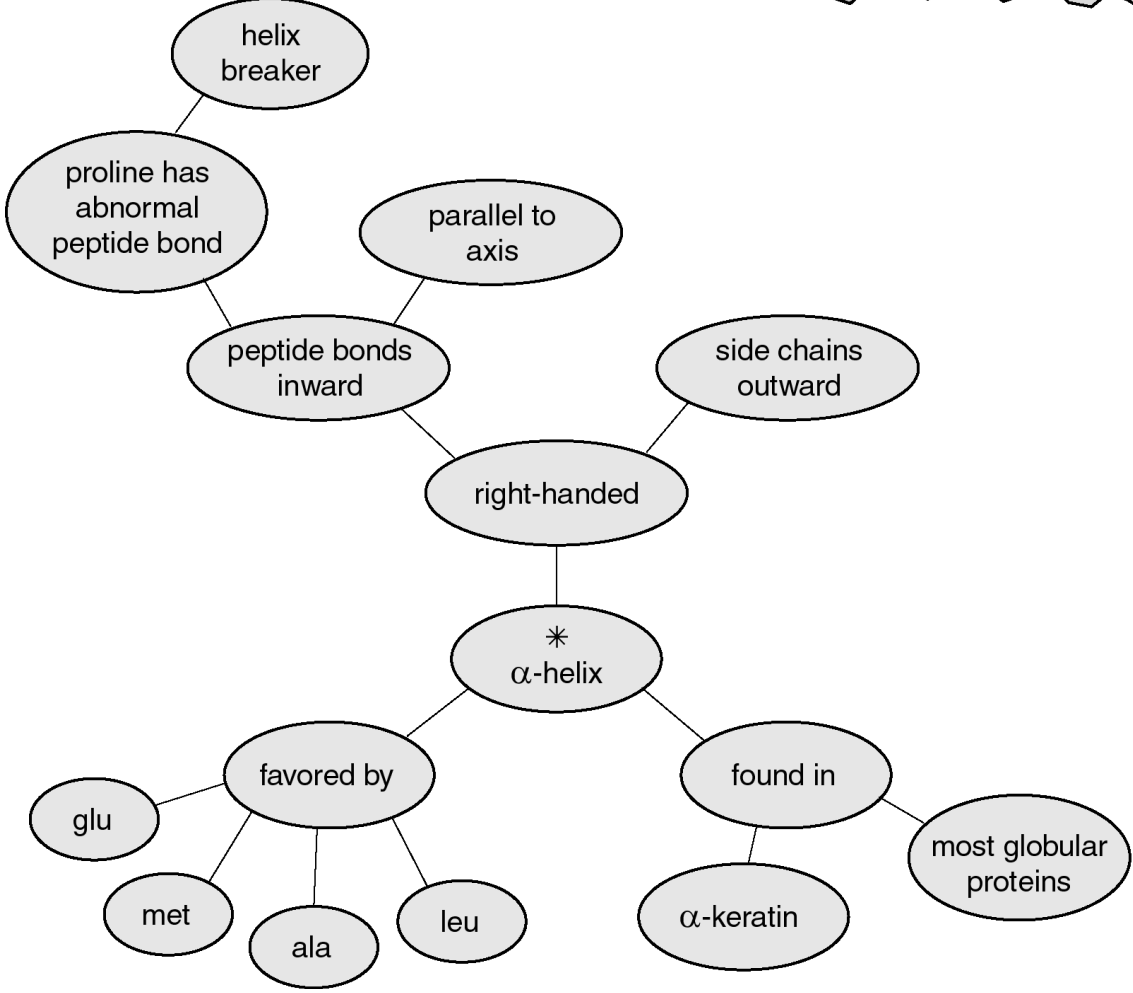 helix
breaker
proline has
abnormal
peptide bond
parallel to
axis
peptide bonds
inward
side chains
outward
right-handed
*
α-helix
favored by
found in
glu
most globular
proteins
met
leu
α-keratin
ala